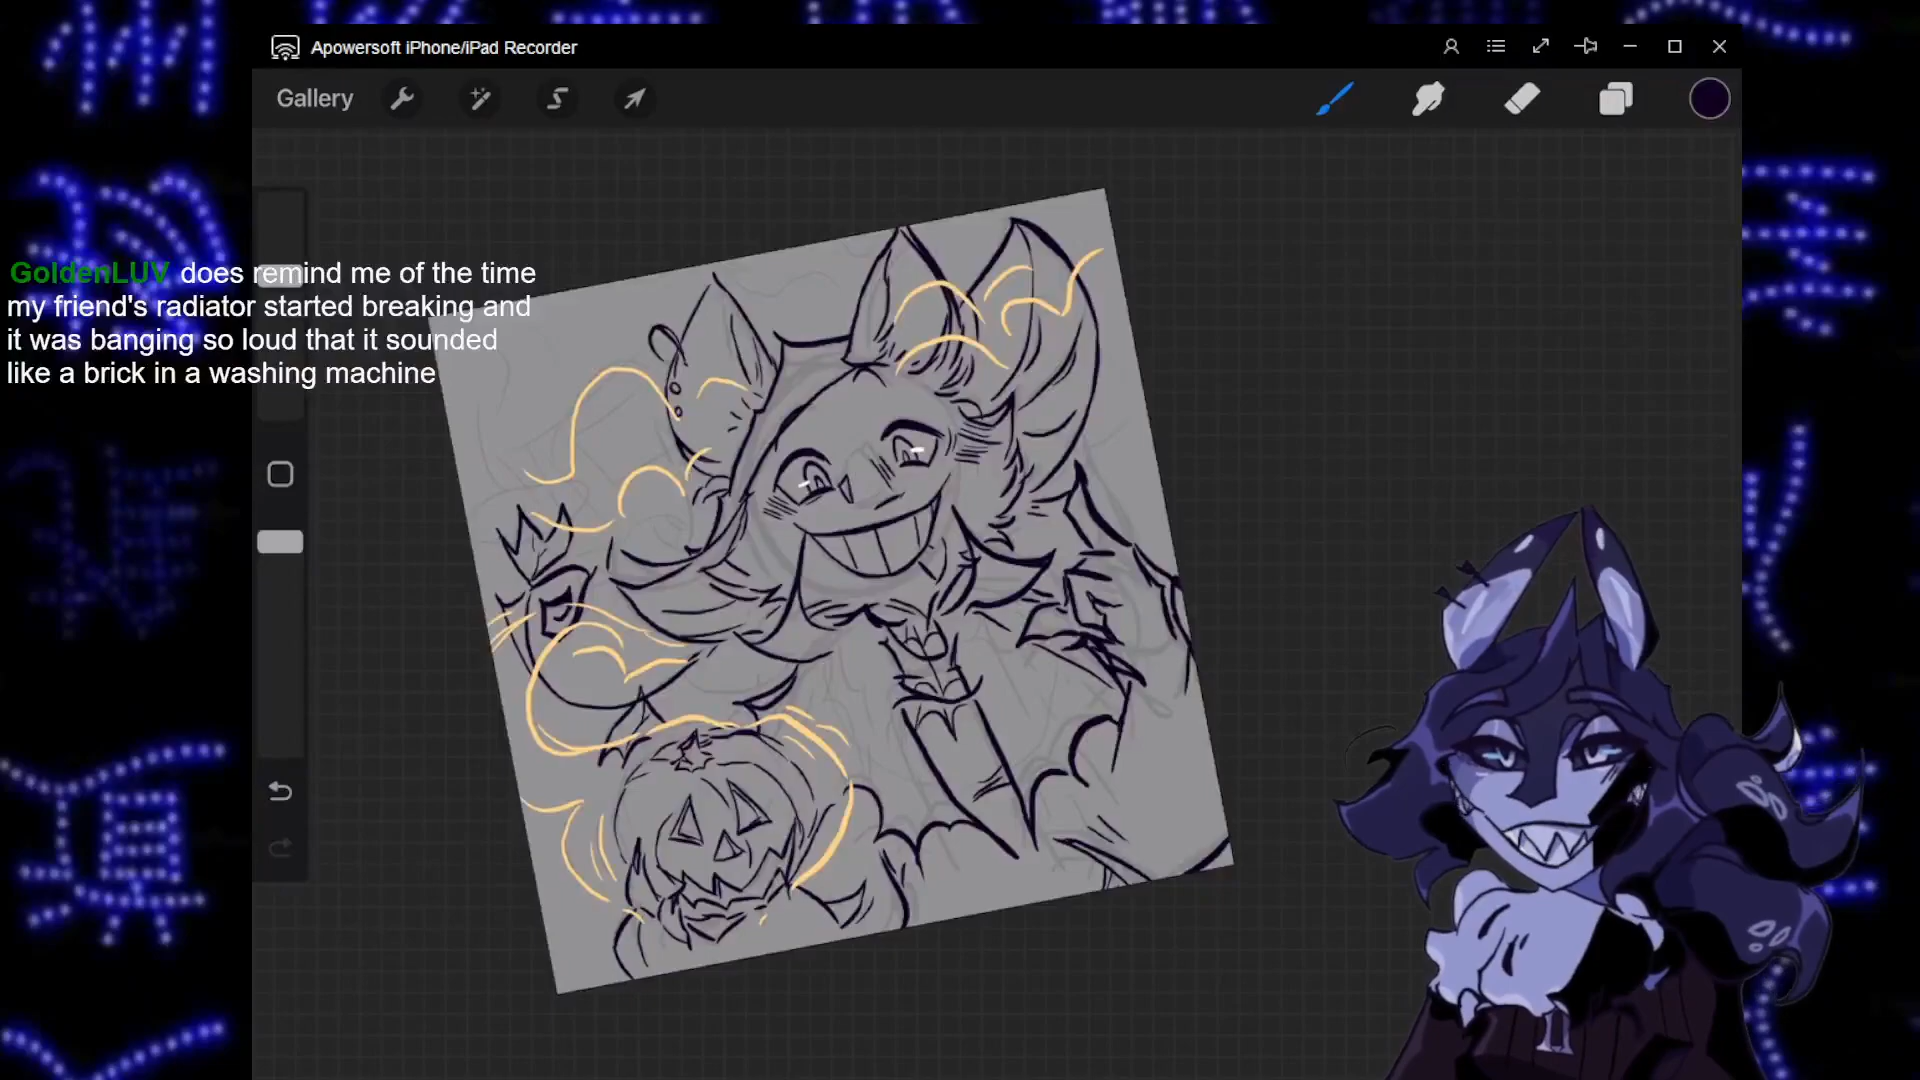 Apowersoft iPhone/iPad Recorder
Gallery
GoldenLUV does remind me of the time
my friend's radiator started breaking and
it was banging so loud that it sounded
like a brick in a washing machine